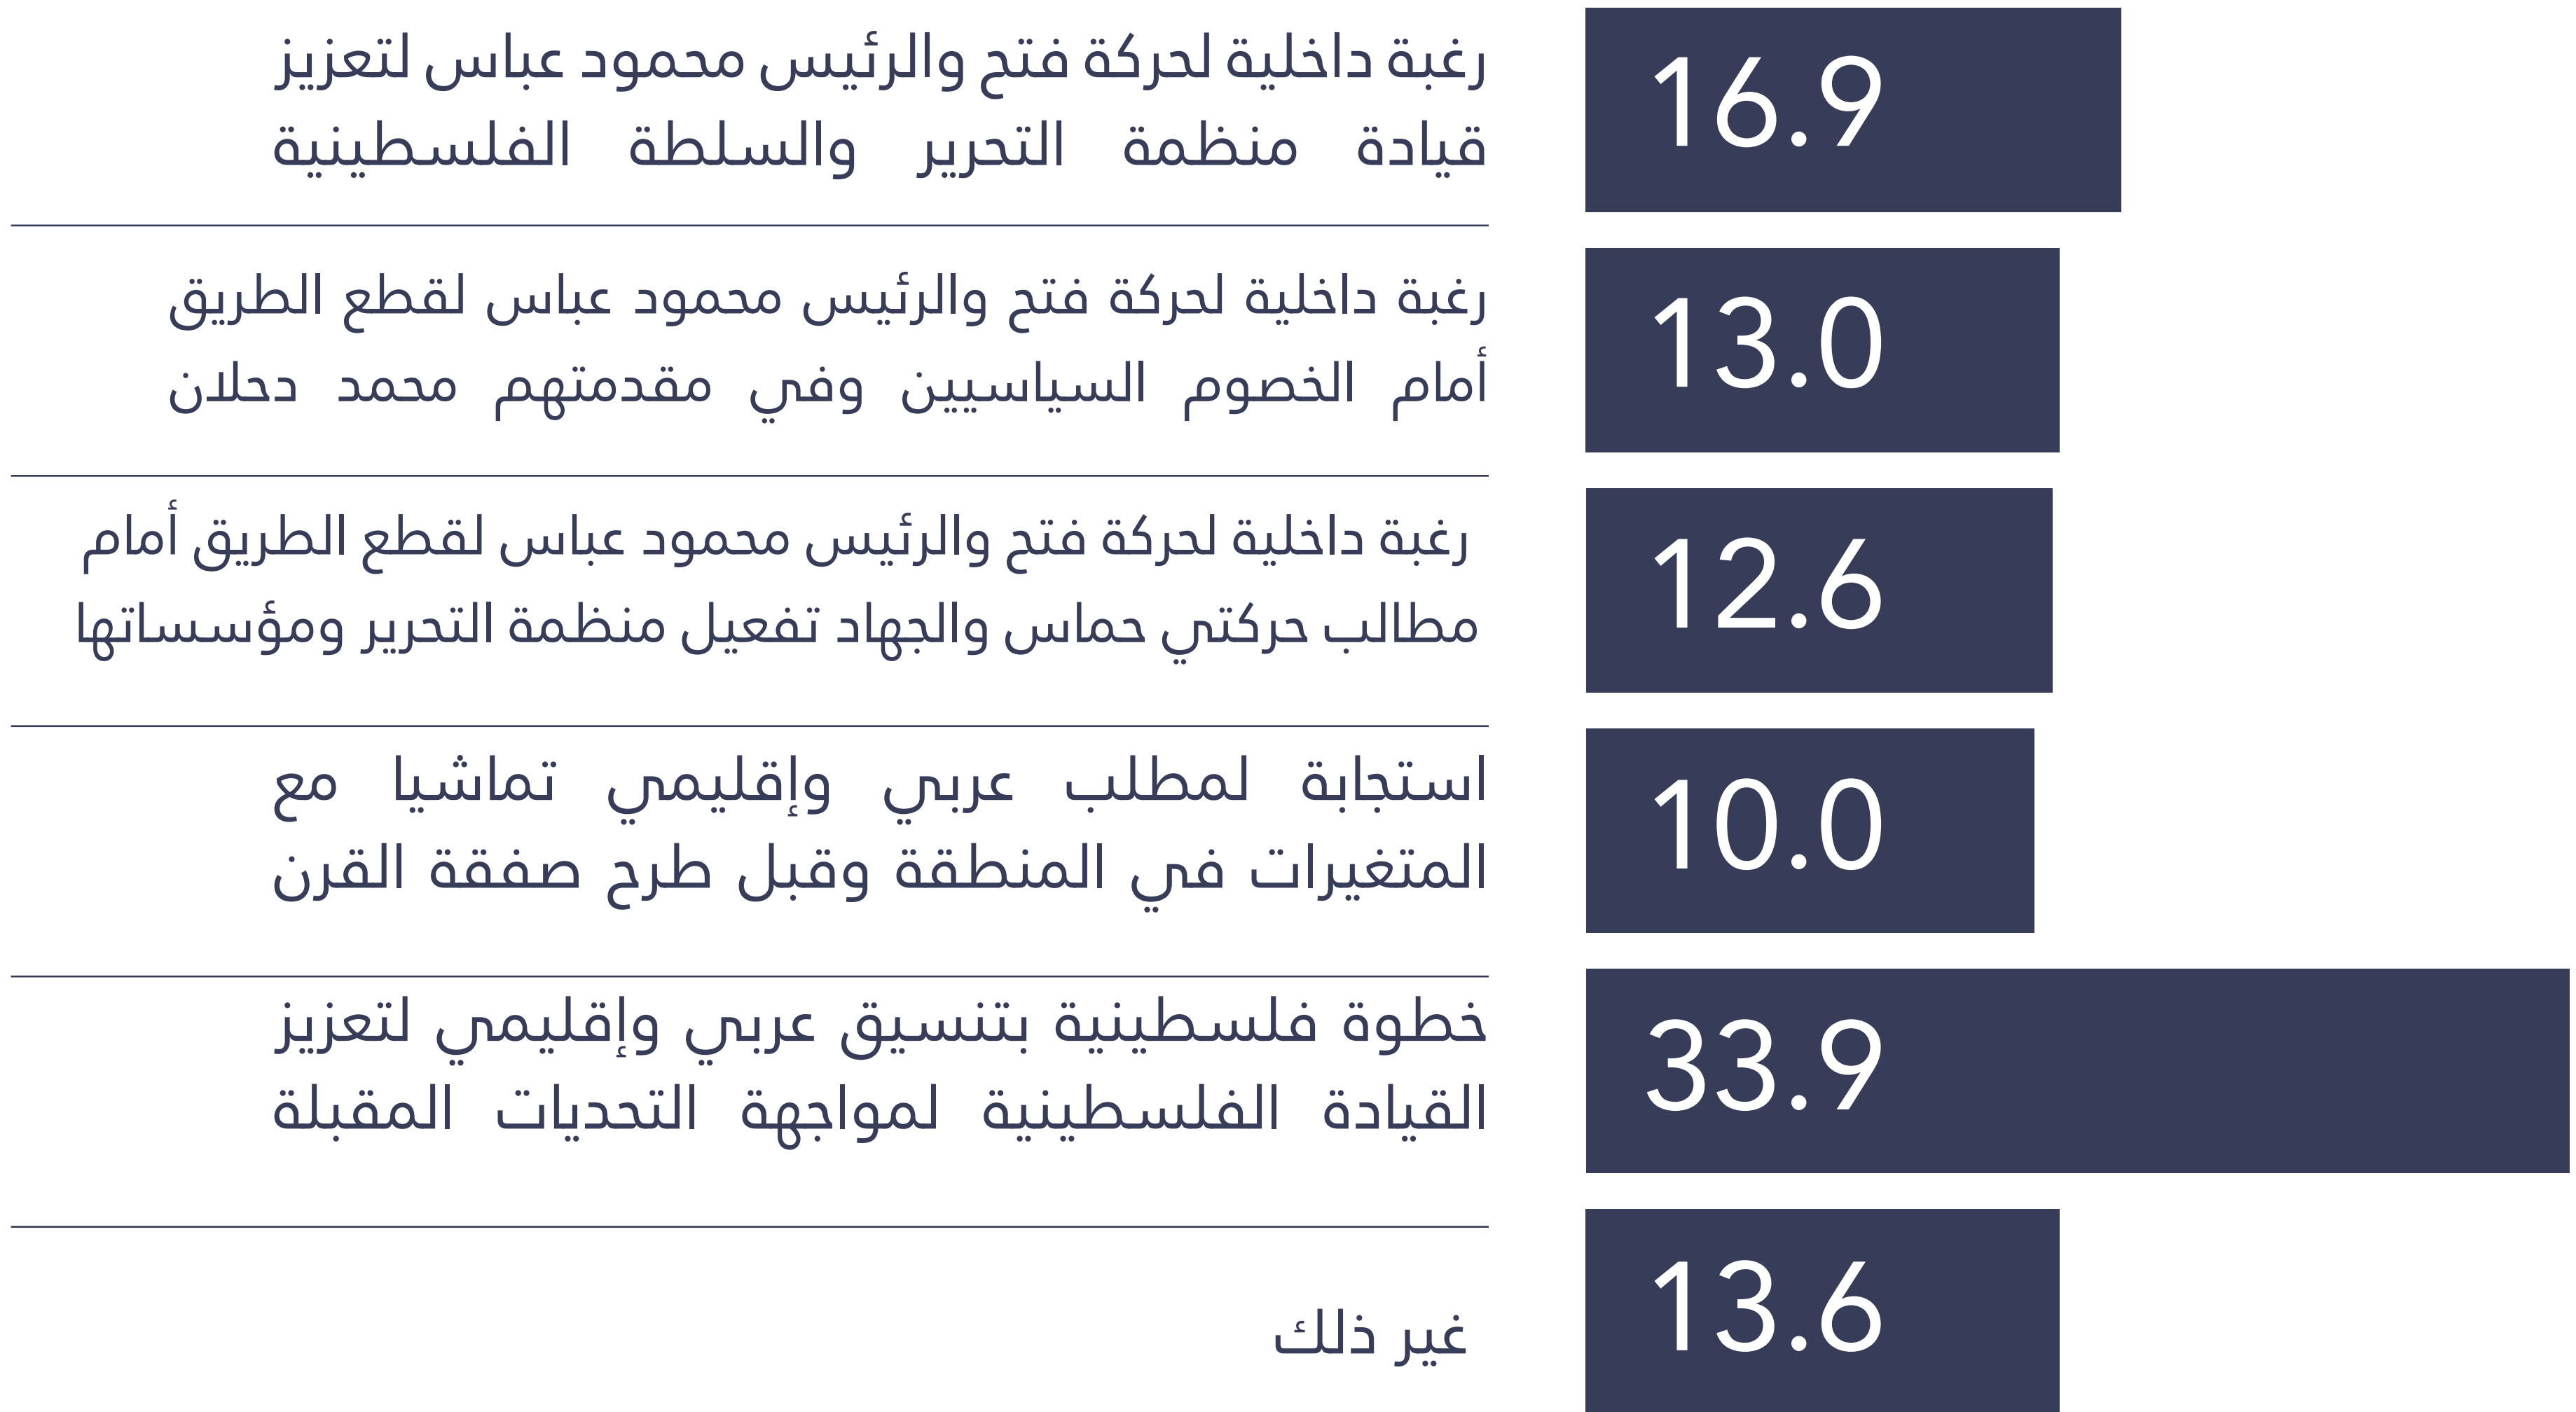 رغبة داخلية لحركة فتح والرئيس محمود عباس لتعزيز
قيادة منظمة التحرير والسلطة الفلسطينية
16.9
رغبة داخلية لحركة فتح والرئيس محمود عباس لقطع الطريق
أمام الخصوم السياسيين وفي مقدمتهم محمد دحلان
13.0
رغبة داخلية لحركة فتح والرئيس محمود عباس لقطع الطريق أمام
مطالب حركتي حماس والجهاد تفعيل منظمة التحرير ومؤسساتها
12.6
استجابة لمطلب عربي وإقليمي تماشيا مع
المتغيرات في المنطقة وقبل طرح صفقة القرن
10.0
خطوة فلسطينية بتنسيق عربي وإقليمي لتعزيز
القيادة الفلسطينية لمواجهة التحديات المقبلة
33.9
غير ذلك
13.6